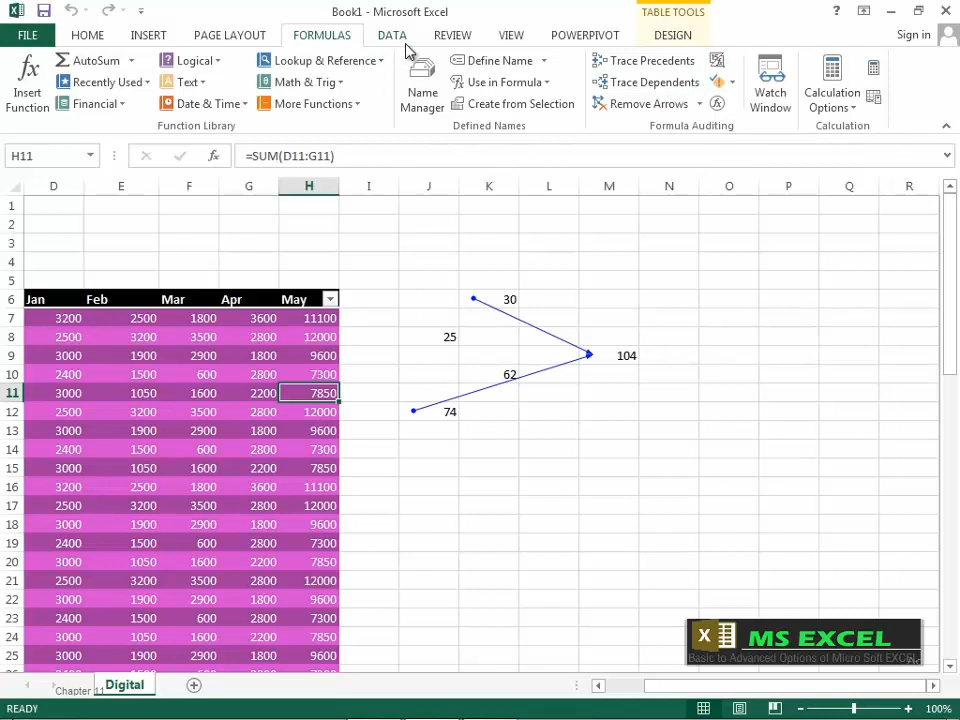 Book1 - Microsoft Excel
TABLE TOOLS
?
FILE HOME INSERT PAGE LAYOUT FORMULAS DATA REVIEW VIEW POWERPIVOT DESIGN Sign in
fx Insert Function
AutoSum Logical Lookup & Reference
Recently Used Text Math & Trig
Financial Date & Time More Functions
Function Library
Name Manager
Define Name
Use in Formula
Create from Selection
Defined Names
Trace Precedents
Trace Dependents
Remove Arrows
Formula Auditing
Watch Window
Calculation Options
Calculation
H11 fx =SUM(D11:G11)
D E F G H I J K L M N O P Q R
1
2
3
4
5
6 Jan Feb Mar Apr May 30
7 3200 2500 1800 3600 11100
8 2500 3200 3500 2800 12000 25
9 3000 1900 2900 1800 9600 104
10 2400 1500 600 2800 7300 62
11 3000 1050 1600 2200 7850
12 2500 3200 3500 2800 12000 74
13 3000 1900 2900 1800 9600
14 2400 1500 600 2800 7300
15 3000 1050 1600 2200 7850
16 3200 2500 1800 3600 11100
17 2500 3200 3500 2800 12000
18 3000 1900 2900 1800 9600
19 2400 1500 600 2800 7300
20 3000 1050 1600 2200 7850
21 2500 3200 3500 2800 12000
22 3000 1900 2900 1800 9600
23 2400 1500 600 2800 7300
24 3000 1050 1600 2200 7850
25 3000 1900 2900 1800 9600
MS EXCEL
Basic to Advanced Options of Micro Soft EXCEL
Chapter 11 Digital
READY 100%